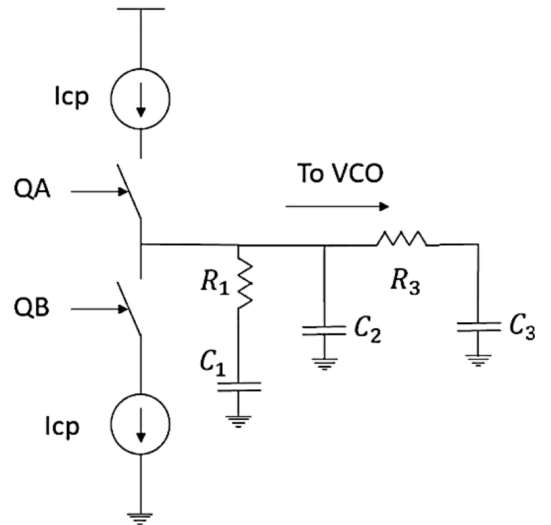 Icp
QA
To VCO
QB
R₁
R₃
C₂
C₃
C₁
Icp